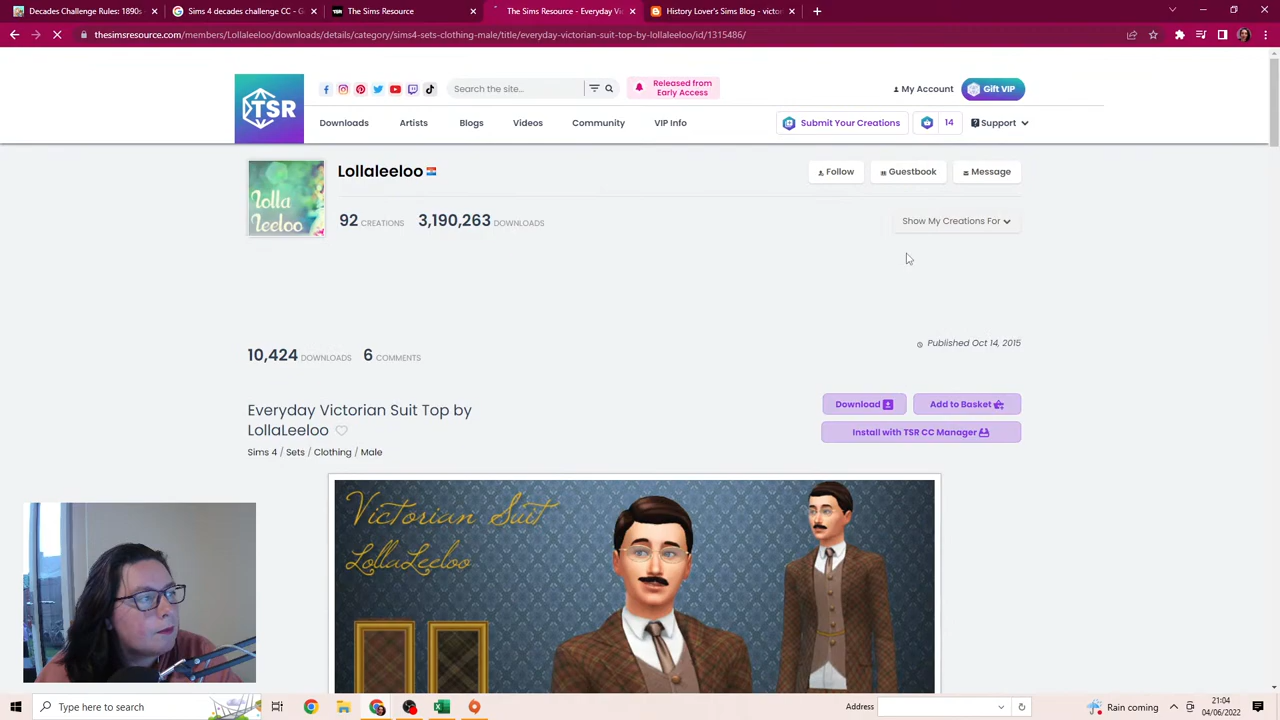 Decades Challenge Rules 1890s
Sims 4 decades CC - G
The Sims Resource
The Sims Resource - Everyday Vi
History Lover's Sims Blog - victor
thesimsresource.com/members/Lollaleeloo/downloads/details/category/sims4-sets-clothing-male/title/everyday-victorian-suit-top-by-lollaleeloo/id/1315486/
TSR
Search the site...
Released from
Early Access
My Account
Gift VIP
Downloads
Artists
Blogs
Videos
Community
VIP Info
Submit Your Creations
14
Support
lolla
leeloo
Lollaleeloo
Follow
Guestbook
Message
92 CREATIONS
3,190,263 DOWNLOADS
Show My Creations For
10,424 DOWNLOADS
6 COMMENTS
Published Oct 14, 2015
Everyday Victorian Suit Top by
LollaLeeloo
Download
Add to Basket
Install with TSR CC Manager
Sims 4 / Sets / Clothing / Male
Victorian Suit
LollaLeeloo
Type here to search
Address
Rain coming
21:04
04/06/2022